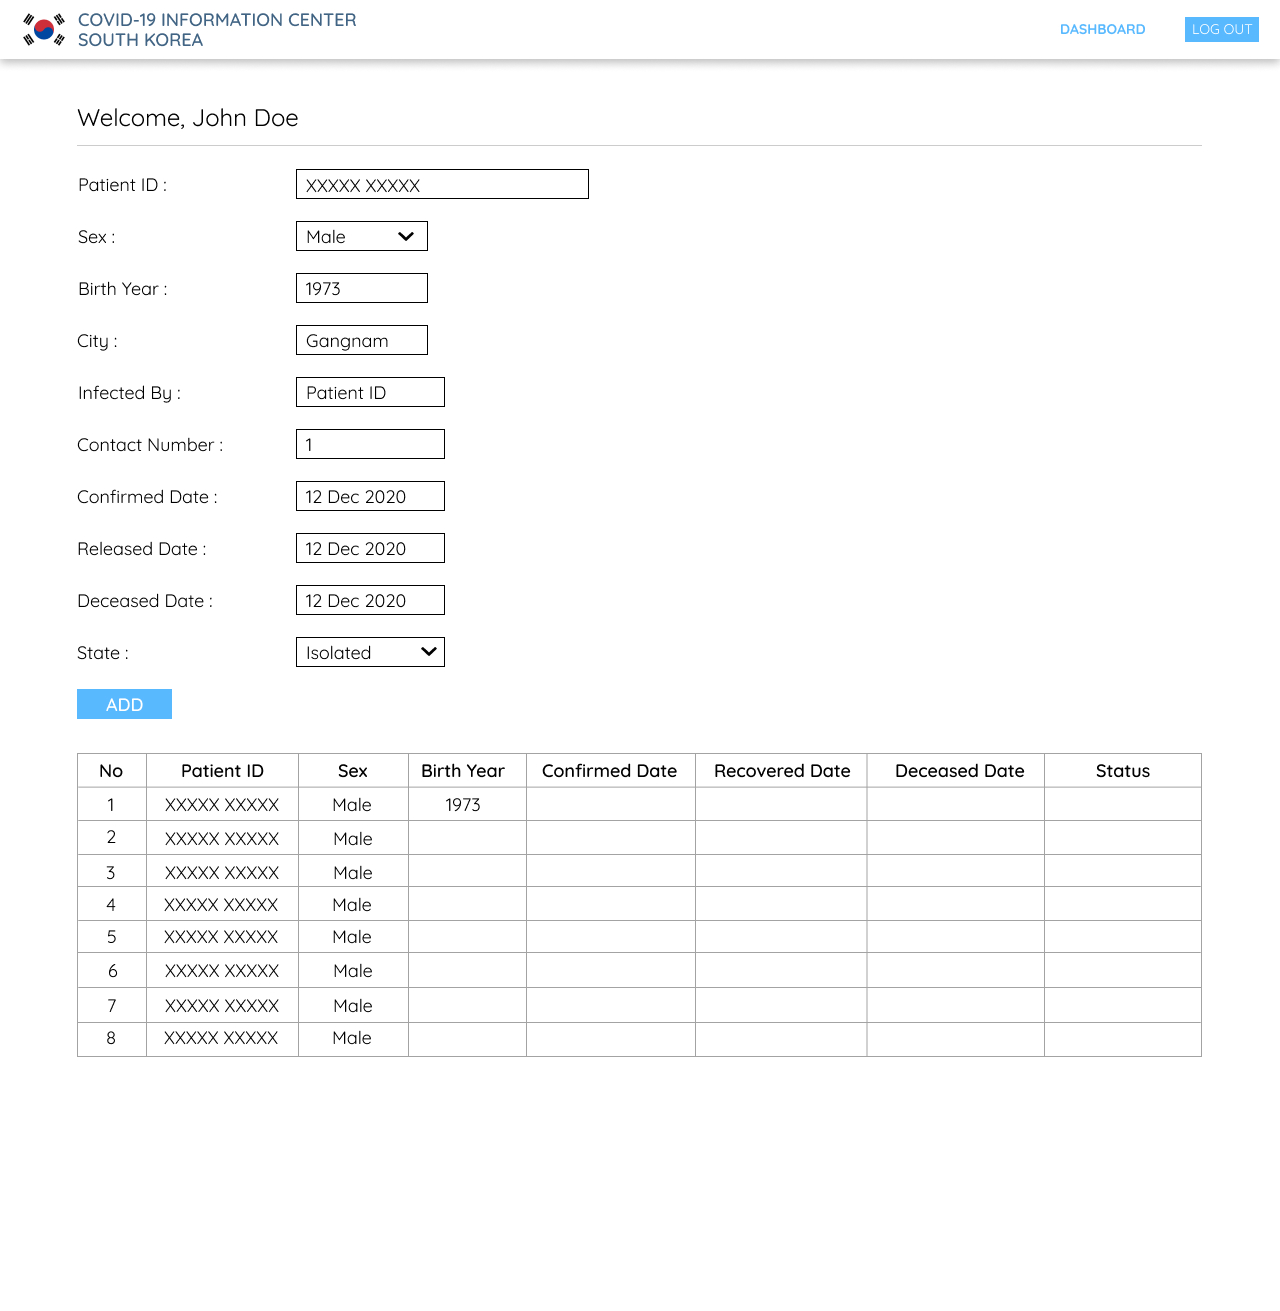 COVID-19 INFORMATION CENTER
SOUTH KOREA
DASHBOARD
LOG OUT
Welcome, John Doe
Patient ID : XXXXX XXXXX
Sex : Male
Birth Year : 1973
City : Gangnam
Infected By : Patient ID
Contact Number : 1
Confirmed Date : 12 Dec 2020
Released Date : 12 Dec 2020
Deceased Date : 12 Dec 2020
State : Isolated
ADD
No Patient ID Sex Birth Year Confirmed Date Recovered Date Deceased Date Status
1 XXXXX XXXXX Male 1973
2 XXXXX XXXXX Male
3 XXXXX XXXXX Male
4 XXXXX XXXXX Male
5 XXXXX XXXXX Male
6 XXXXX XXXXX Male
7 XXXXX XXXXX Male
8 XXXXX XXXXX Male